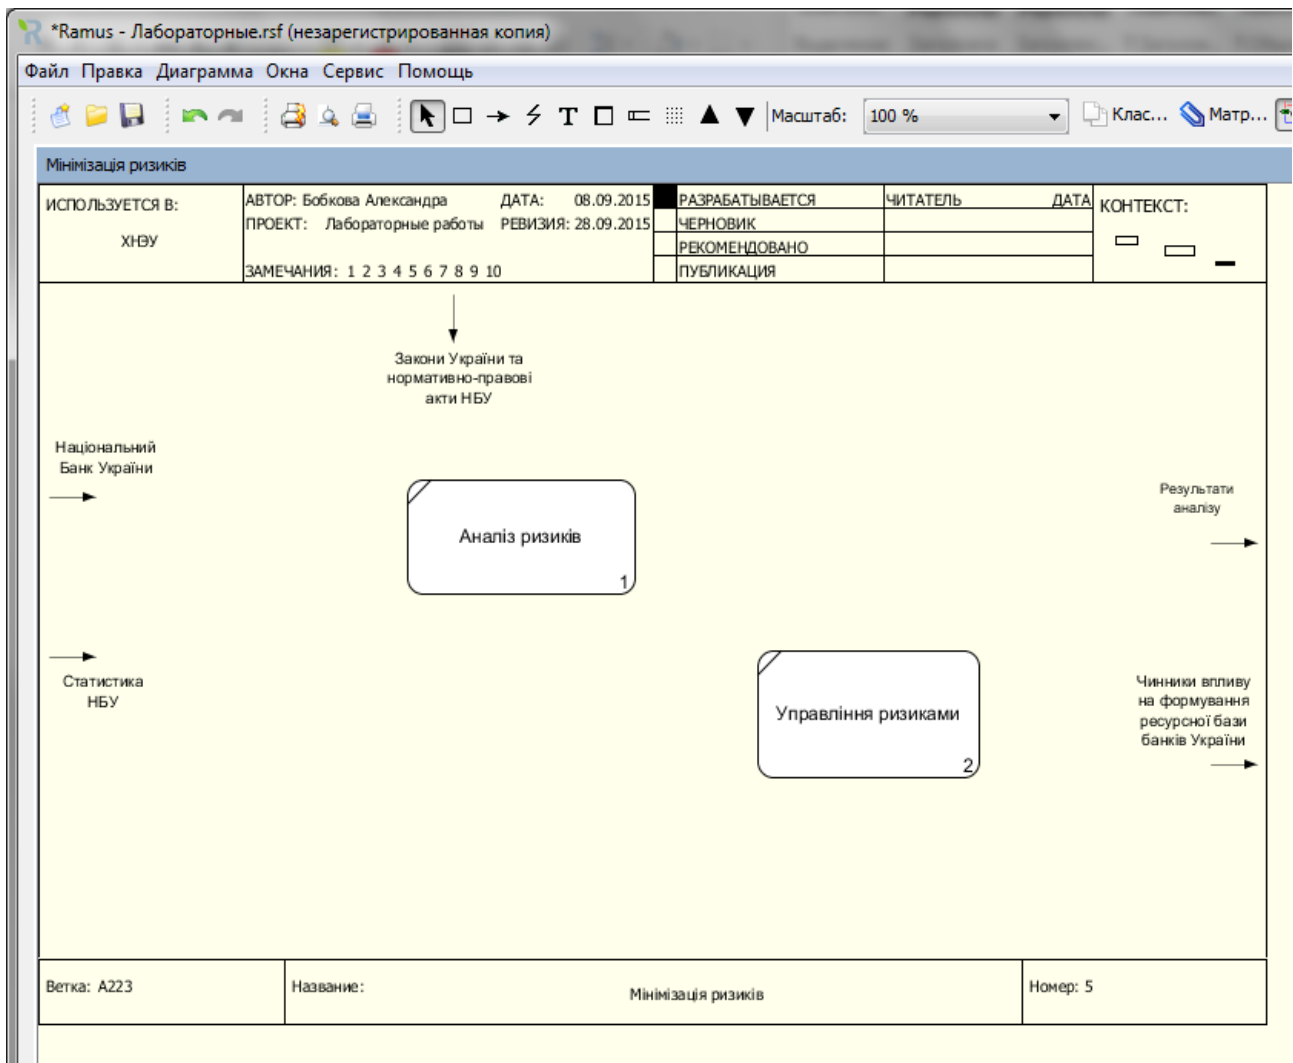 *Ramus - Лабораторные.rsf (незарегистрированная копия)
Файл Правка Диаграмма Окна Сервис Помощь
Масштаб: 100 % Клас... Матр...
Мінімізація ризиків
ИСПОЛЬЗУЕТСЯ В:
ХНЭУ
АВТОР: Бобкова Александра ДАТА: 08.09.2015
ПРОЕКТ: Лабораторные работы РЕВИЗИЯ: 28.09.2015
ЗАМЕЧАНИЯ: 1 2 3 4 5 6 7 8 9 10
РАЗРАБАТЫВАЕТСЯ
ЧЕРНОВИК
РЕКОМЕНДОВАНО
ПУБЛИКАЦИЯ
ЧИТАТЕЛЬ ДАТА
КОНТЕКСТ:
Закони України та
нормативно-правові
акти НБУ
Національний
Банк України
Аналіз ризиків
1
Результати
аналізу
Статистика
НБУ
Управління ризиками
2
Чинники впливу
на формування
ресурсної бази
банків України
Ветка: A223
Название:
Мінімізація ризиків
Номер: 5